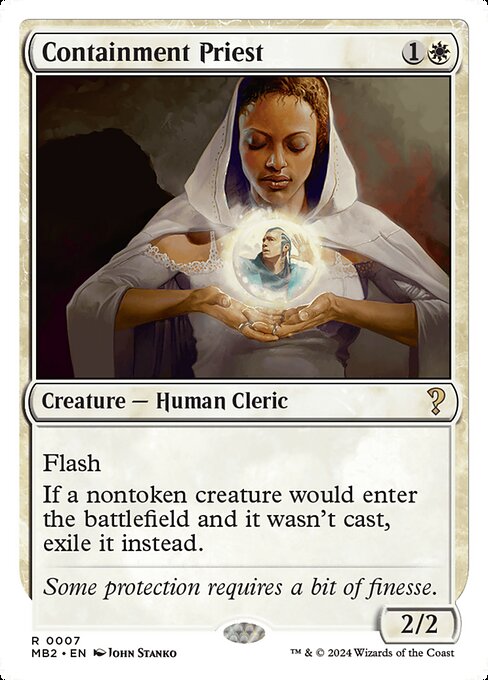 Containment Priest 1
Creature — Human Cleric
Flash
If a nontoken creature would enter
the battlefield and it wasn't cast,
exile it instead.
Some protection requires a bit of finesse.
2/2
R 0007
MB2 • EN John Stanko
™ & © 2024 Wizards of the Coast